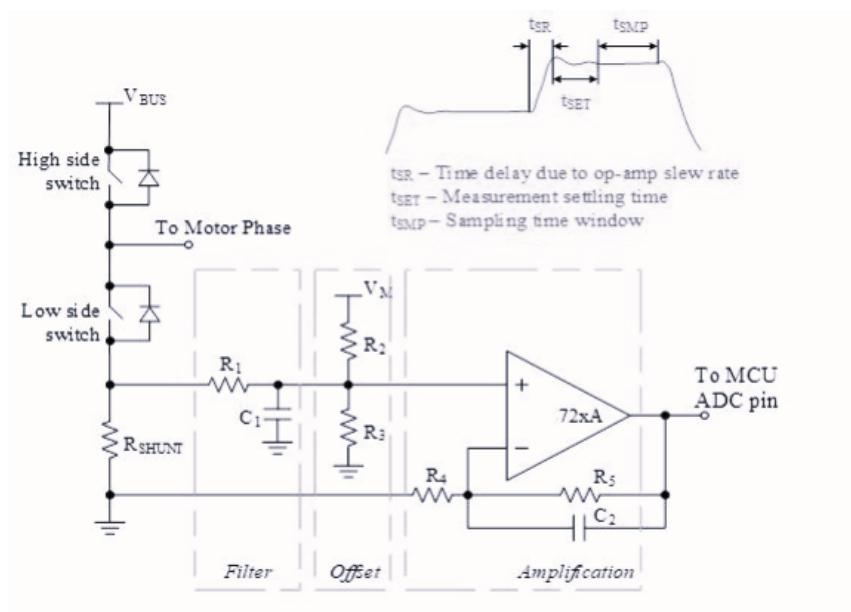 tSR
tSMP
tSET
tSR – Time delay due to op-amp slew rate
tSET – Measurement settling time
tSMP – Sampling time window
VBUS
High side
switch
To Motor Phase
Low side
switch
VM
R2
R1
C1
R3
RSHUNT
+
72xA
−
To MCU
ADC pin
R4
R5
C2
Filter
Offset
Amplification